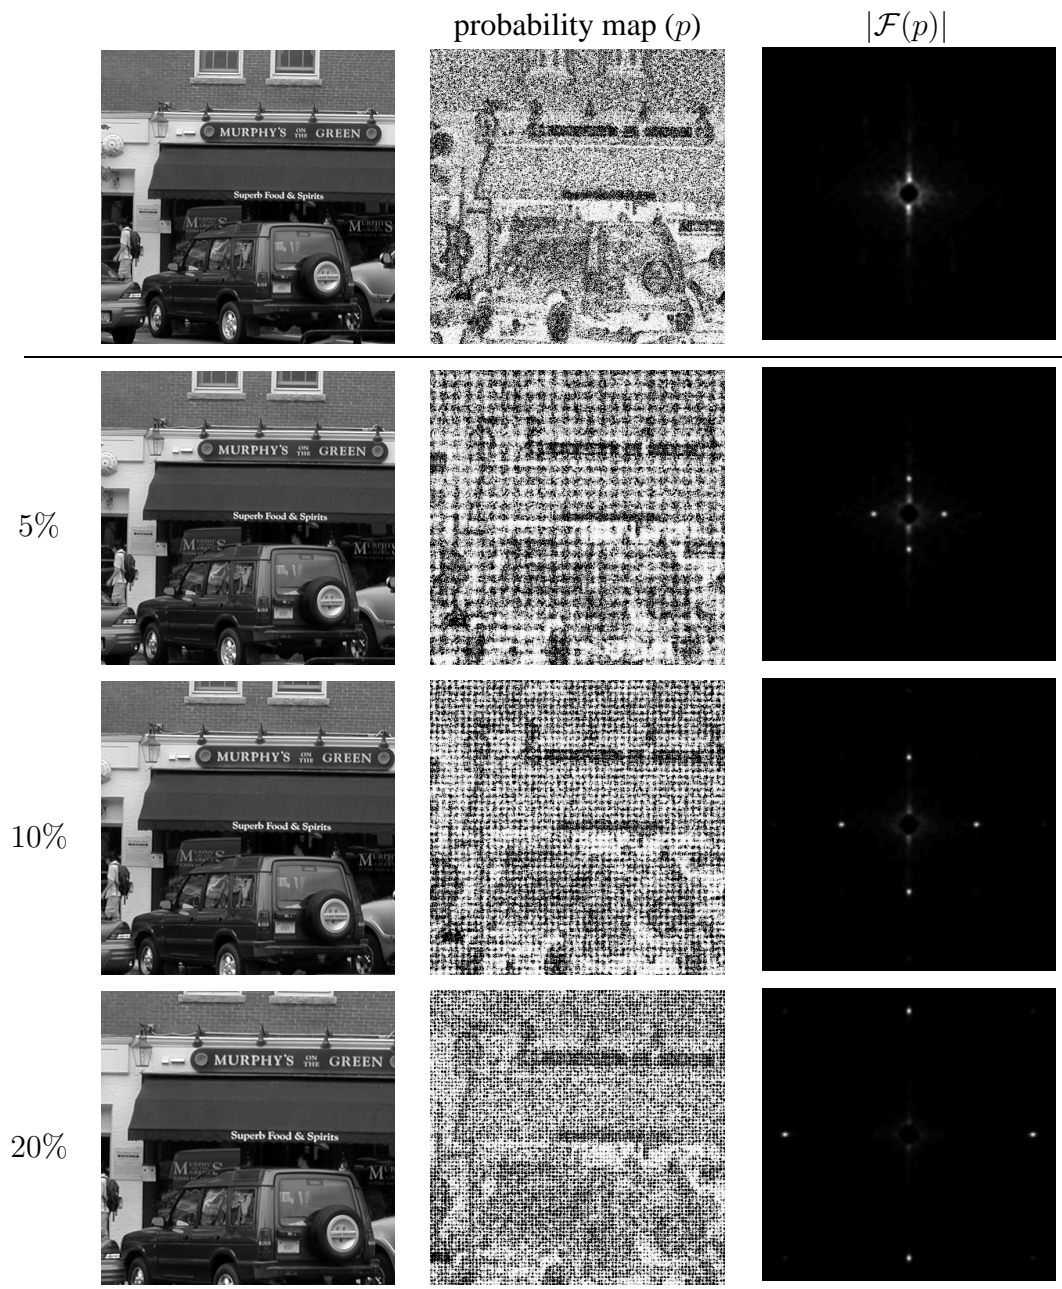 probability map (p) |F(p)|
MURPHY'S ON THE GREEN
Superb Food & Spirits
MURPHY'S
5%
MURPHY'S ON THE GREEN
Superb Food & Spirits
10%
MURPHY'S ON THE GREEN
Superb Food & Spirits
20%
MURPHY'S ON THE GREEN
Superb Food & Spirits